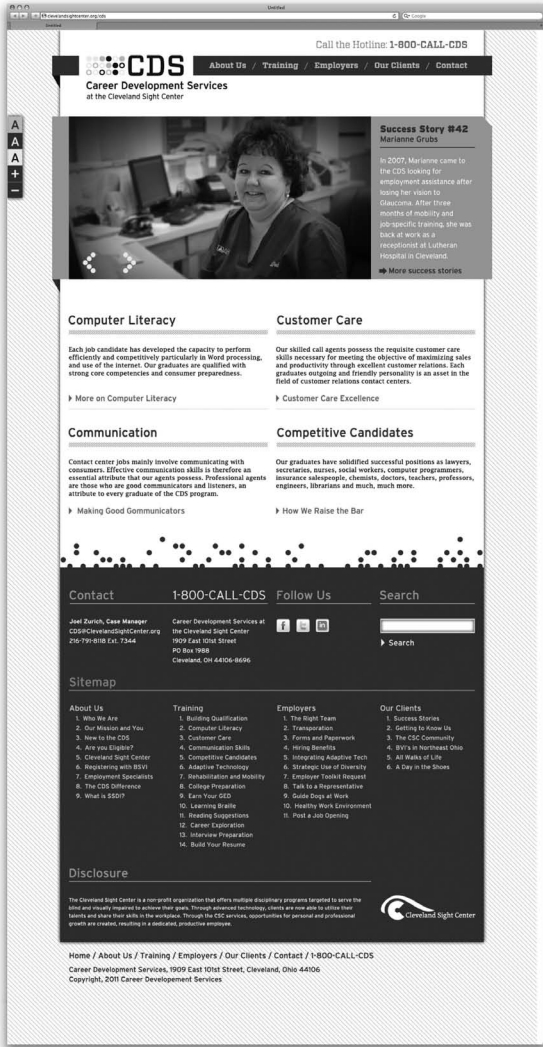 Untitled
clevelandsightcenter.org/cds
Google
Untitled
Call the Hotline: 1-800-CALL-CDS
CDS
About Us / Training / Employers / Our Clients / Contact
Career Development Services
at the Cleveland Sight Center
A
A
A
+
−
Success Story #42
Marianne Grubs
In 2007, Marianne came to
the CDS looking for
employment assistance after
losing her vision to
Glaucoma. After three
months of mobility and
job-specific training, she was
back at work as a
receptionist at Lutheran
Hospital in Cleveland.
More success stories
Computer Literacy
Each job candidate has developed the capacity to perform
efficiently and competitively particularly in Word processing,
and use of the internet. Our graduates are qualified with
strong core competencies and consumer preparedness.
More on Computer Literacy
Customer Care
Our skilled call agents possess the requisite customer care
skills necessary for meeting the objective of maximizing sales
and productivity through excellent customer relations. Each
graduates outgoing and friendly personality is an asset in the
field of customer relations contact centers.
Customer Care Excellence
Communication
Contact center jobs mainly involve communicating with
consumers. Effective communication skills is therefore an
essential attribute that our agents possess. Professional agents
are those who are good communicators and listeners, an
attribute to every graduate of the CDS program.
Making Good Gommunicators
Competitive Candidates
Our graduates have solidified successful positions as lawyers,
secretaries, nurses, social workers, computer programmers,
insurance salespeople, chemists, doctors, teachers, professors,
engineers, librarians and much, much more.
How We Raise the Bar
Contact
Joel Zurich, Case Manager
CDS@ClevelandSightCenter.org
216-791-8118 Ext. 7344
1-800-CALL-CDS
Career Development Services at
the Cleveland Sight Center
1909 East 101st Street
PO Box 1988
Cleveland, OH 44106-8696
Follow Us
f
t
in
Search
Search
Sitemap
About Us
1. Who We Are
2. Our Mission and You
3. New to the CDS
4. Are you Eligible?
5. Cleveland Sight Center
6. Registering with BSVI
7. Employment Specialists
8. The CDS Difference
9. What is SSDI?
Training
1. Building Qualification
2. Computer Literacy
3. Customer Care
4. Communication Skills
5. Competitive Candidates
6. Adaptive Technology
7. Rehabilitation and Mobility
8. College Preparation
9. Earn Your GED
10. Learning Braille
11. Reading Suggestions
12. Career Exploration
13. Interview Preparation
14. Build Your Resume
Employers
1. The Right Team
2. Transporation
3. Forms and Paperwork
4. Hiring Benefits
5. Integrating Adaptive Tech
6. Strategic Use of Diversity
7. Employer Toolkit Request
8. Talk to a Representative
9. Guide Dogs at Work
10. Healthy Work Environment
11. Post a Job Opening
Our Clients
1. Success Stories
2. Getting to Know Us
3. The CSC Community
4. BVI's in Northeast Ohio
5. All Walks of Life
6. A Day in the Shoes
Disclosure
The Cleveland Sight Center is a non-profit organization that offers multiple disciplinary programs targeted to serve the
blind and visually impaired to achieve their goals. Through advanced technology, clients are now able to utilize their
talents and share their skills in the workplace. Through the CSC services, opportunities for personal and professional
growth are created, resulting in a dedicated, productive employee.
Cleveland Sight Center
Home / About Us / Training / Employers / Our Clients / Contact / 1-800-CALL-CDS
Career Development Services, 1909 East 101st Street, Cleveland, Ohio 44106
Copyright, 2011 Career Developement Services